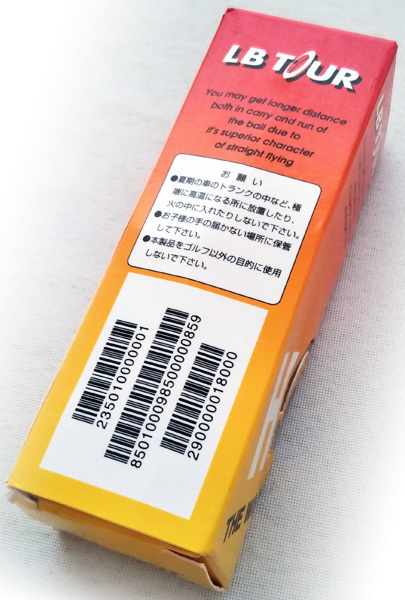 LB TOUR
You may get longer distance
both in carry and run of
the ball due to
it's superior character
of straight flying
お願い
●夏期の車のトランクの中など、極
端に高温になる所に放置したり、
火の中に入れたりしないで下さい。
●お子様の手の届かない場所に保管
して下さい。
●本製品をゴルフ以外の目的に使用
しないで下さい。
235010000001
850100098500000859
290000018000
THE